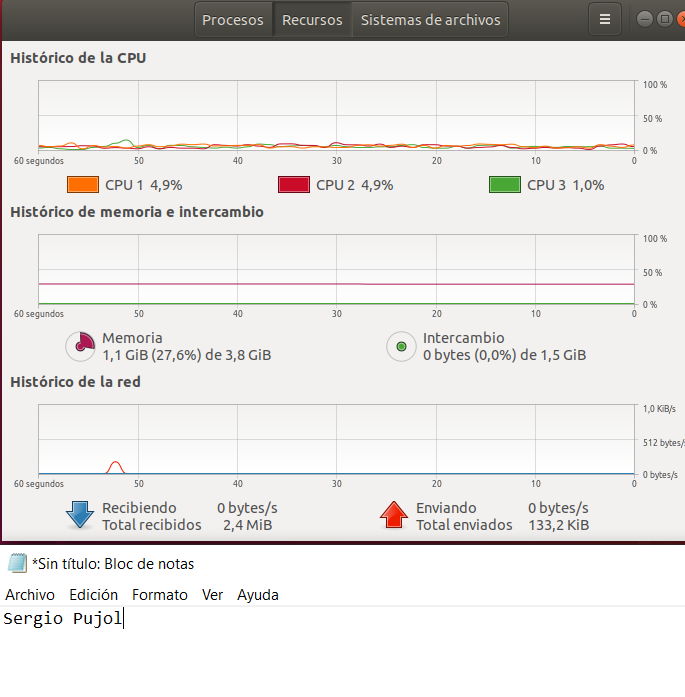 Procesos Recursos Sistemas de archivos
Histórico de la CPU
100 %
50 %
0 %
60 segundos 50 40 30 20 10 0
CPU 1 4,9% CPU 2 4,9% CPU 3 1,0%
Histórico de memoria e intercambio
100 %
50 %
0 %
60 segundos 50 40 30 20 10 0
Memoria
1,1 GiB (27,6%) de 3,8 GiB
Intercambio
0 bytes (0,0%) de 1,5 GiB
Histórico de la red
1,0 KiB/s
512 bytes/s
0 bytes/s
60 segundos 50 40 30 20 10 0
Recibiendo 0 bytes/s
Total recibidos 2,4 MiB
Enviando 0 bytes/s
Total enviados 133,2 KiB
*Sin título: Bloc de notas
Archivo Edición Formato Ver Ayuda
Sergio Pujol